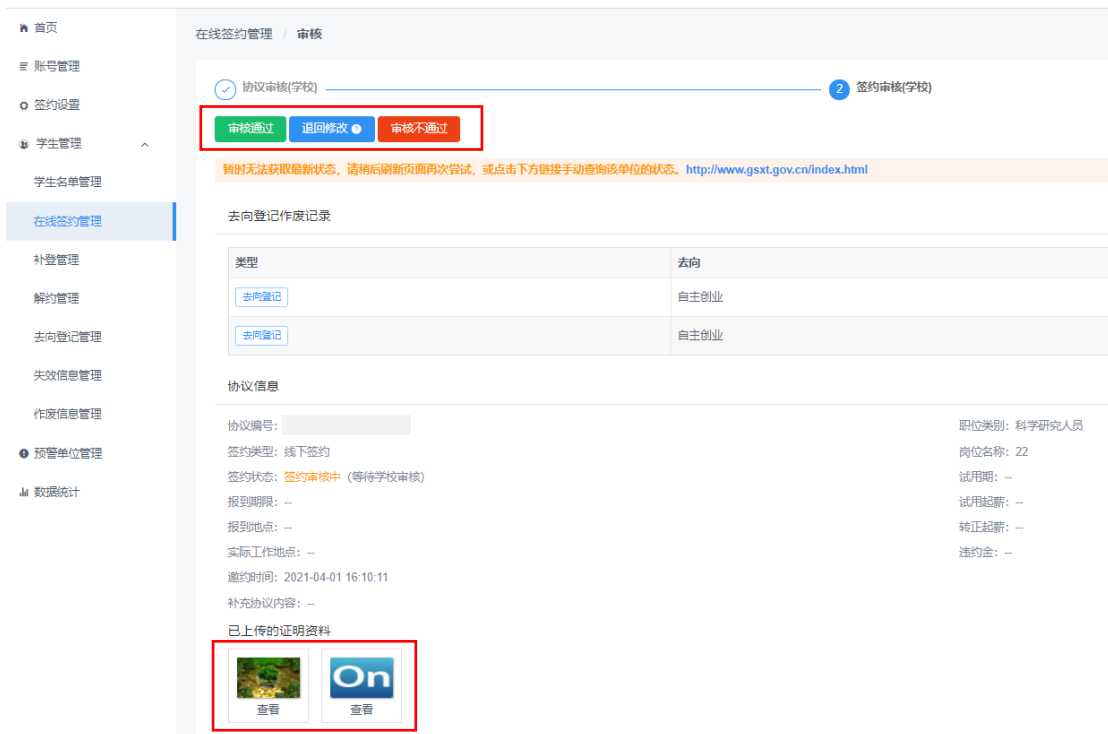 首页
账号管理
签约设置
学生管理
学生名单管理
在线签约管理
补登管理
解约管理
去向登记管理
失效信息管理
作废信息管理
预警单位管理
数据统计
在线签约管理 / 审核
协议审核(学校) 2 签约审核(学校)
审核通过 退回修改 ? 审核不通过
暂时无法获取最新状态，请稍后刷新页面再次尝试，或点击下方链接手动查询该单位的状态。http://www.gsxt.gov.cn/index.html
去向登记作废记录
类型 去向
去向登记 自主创业
去向登记 自主创业
协议信息
协议编号: 职位类别: 科学研究人员
签约类型: 线下签约 岗位名称: 22
签约状态: 签约审核中 (等待学校审核) 试用期: --
报到期限: -- 试用起薪: --
报到地点: -- 转正起薪: --
实际工作地点: -- 违约金: --
邀约时间: 2021-04-01 16:10:11
补充协议内容: --
已上传的证明资料
On
查看 查看